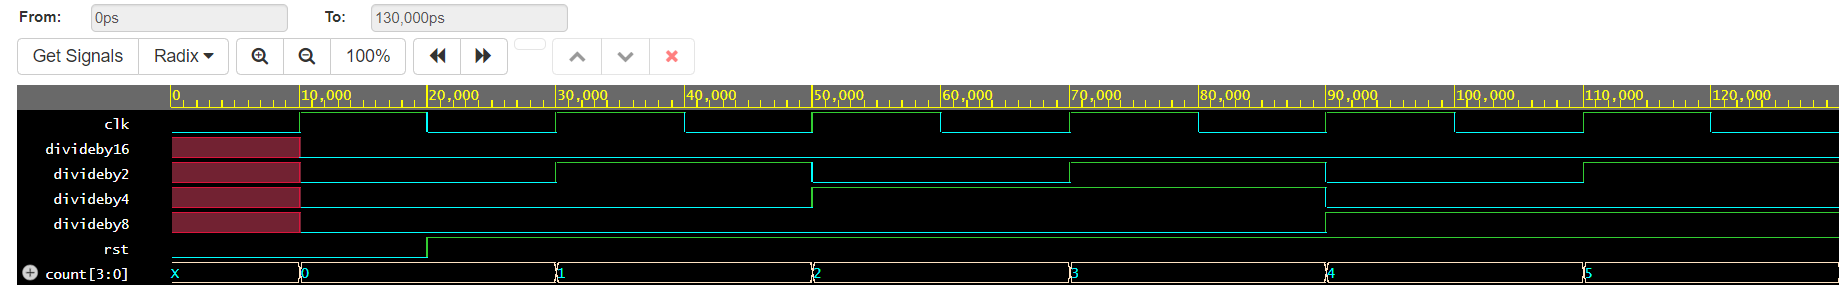 From: 0ps To: 130,000ps
Get Signals Radix 100%
0 10,000 20,000 30,000 40,000 50,000 60,000 70,000 80,000 90,000 100,000 110,000 120,000
clk
divideby16
divideby2
divideby4
divideby8
rst
count[3:0] X 0 1 2 3 4 5